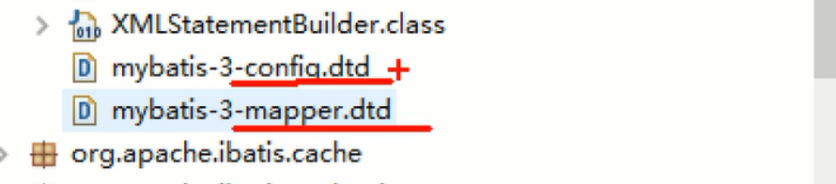 XMLStatementBuilder.class
mybatis-3-config.dtd
mybatis-3-mapper.dtd
org.apache.ibatis.cache